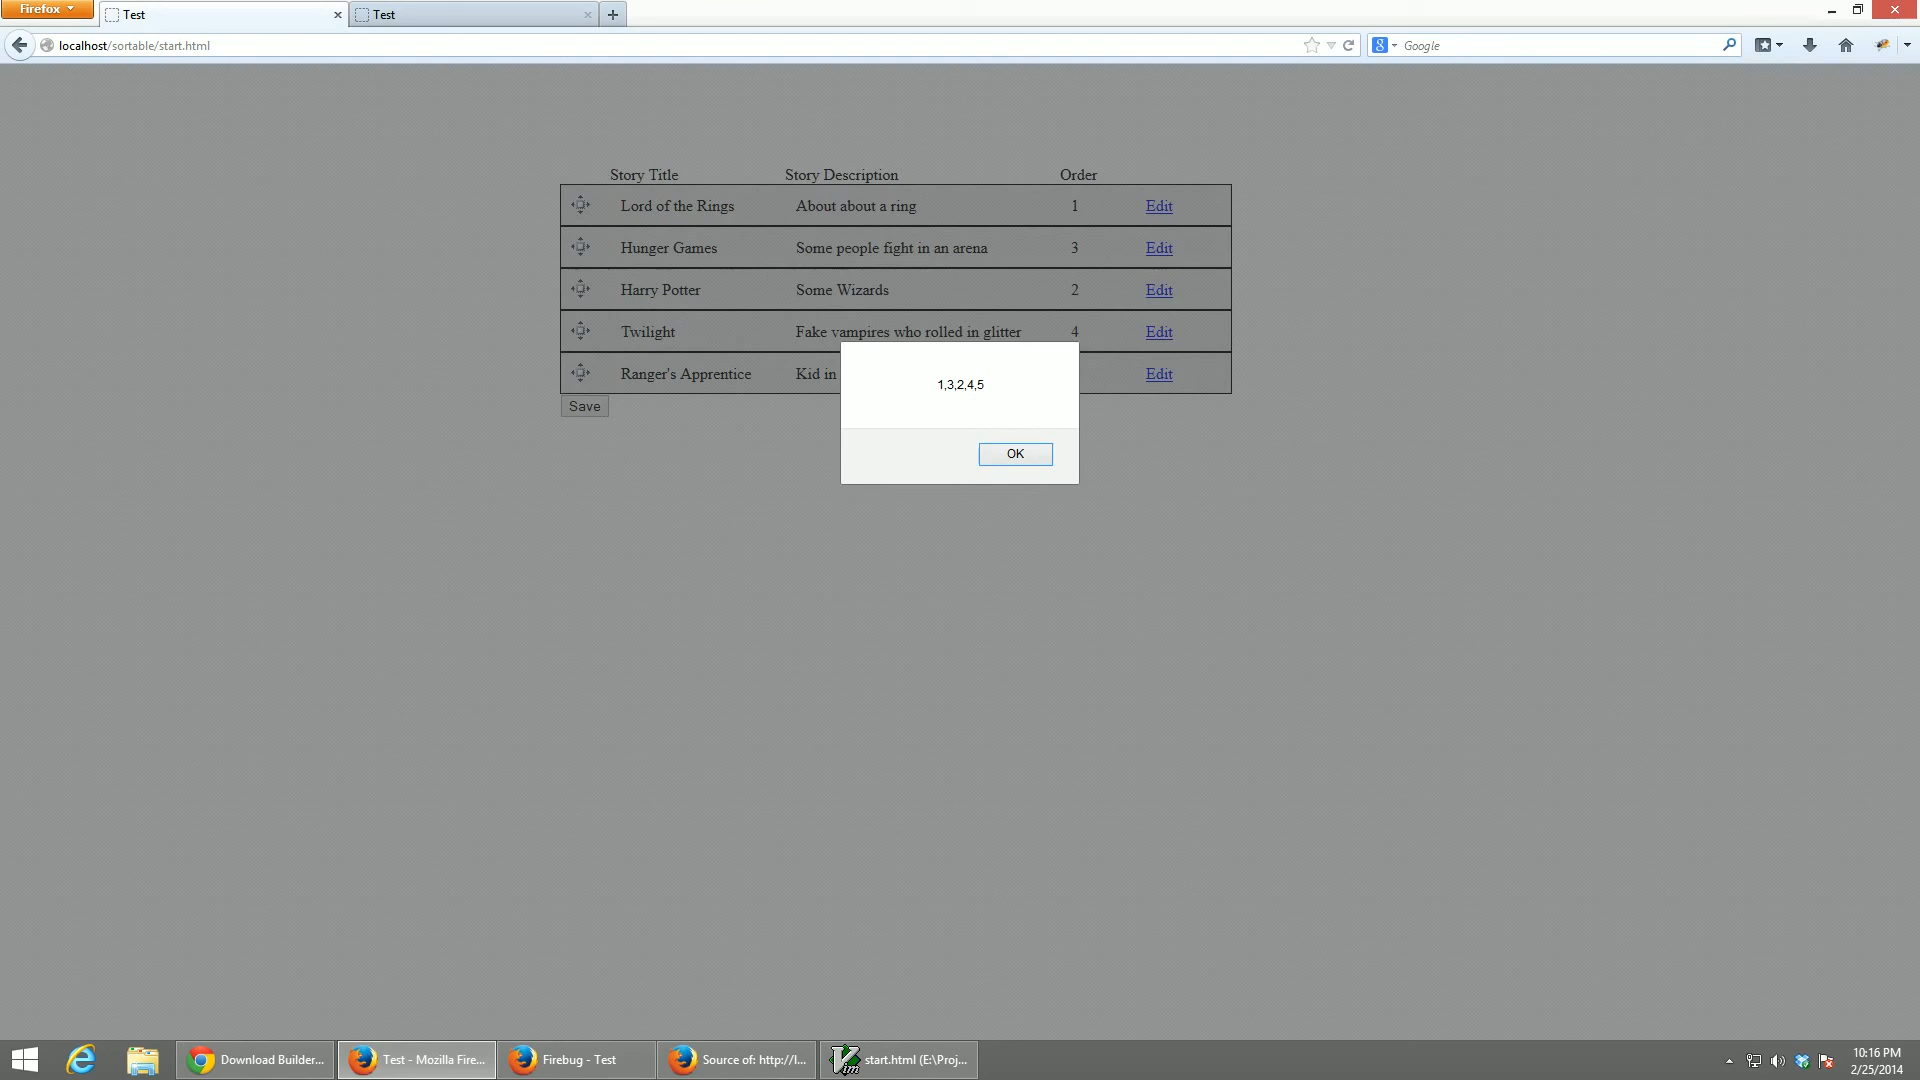 Firefox
Test
Test
localhost/sortable/start.html
8
Google
Story Title Story Description Order
Lord of the Rings About about a ring 1 Edit
Hunger Games Some people fight in an arena 3 Edit
Harry Potter Some Wizards 2 Edit
Twilight Fake vampires who rolled in glitter 4 Edit
Ranger's Apprentice Kid in Edit
Save
1,3,2,4,5
OK
Download Builder...
Test - Mozilla Fire...
Firebug - Test
Source of: http://l...
start.html (E:\Proj...
10:16 PM
2/25/2014